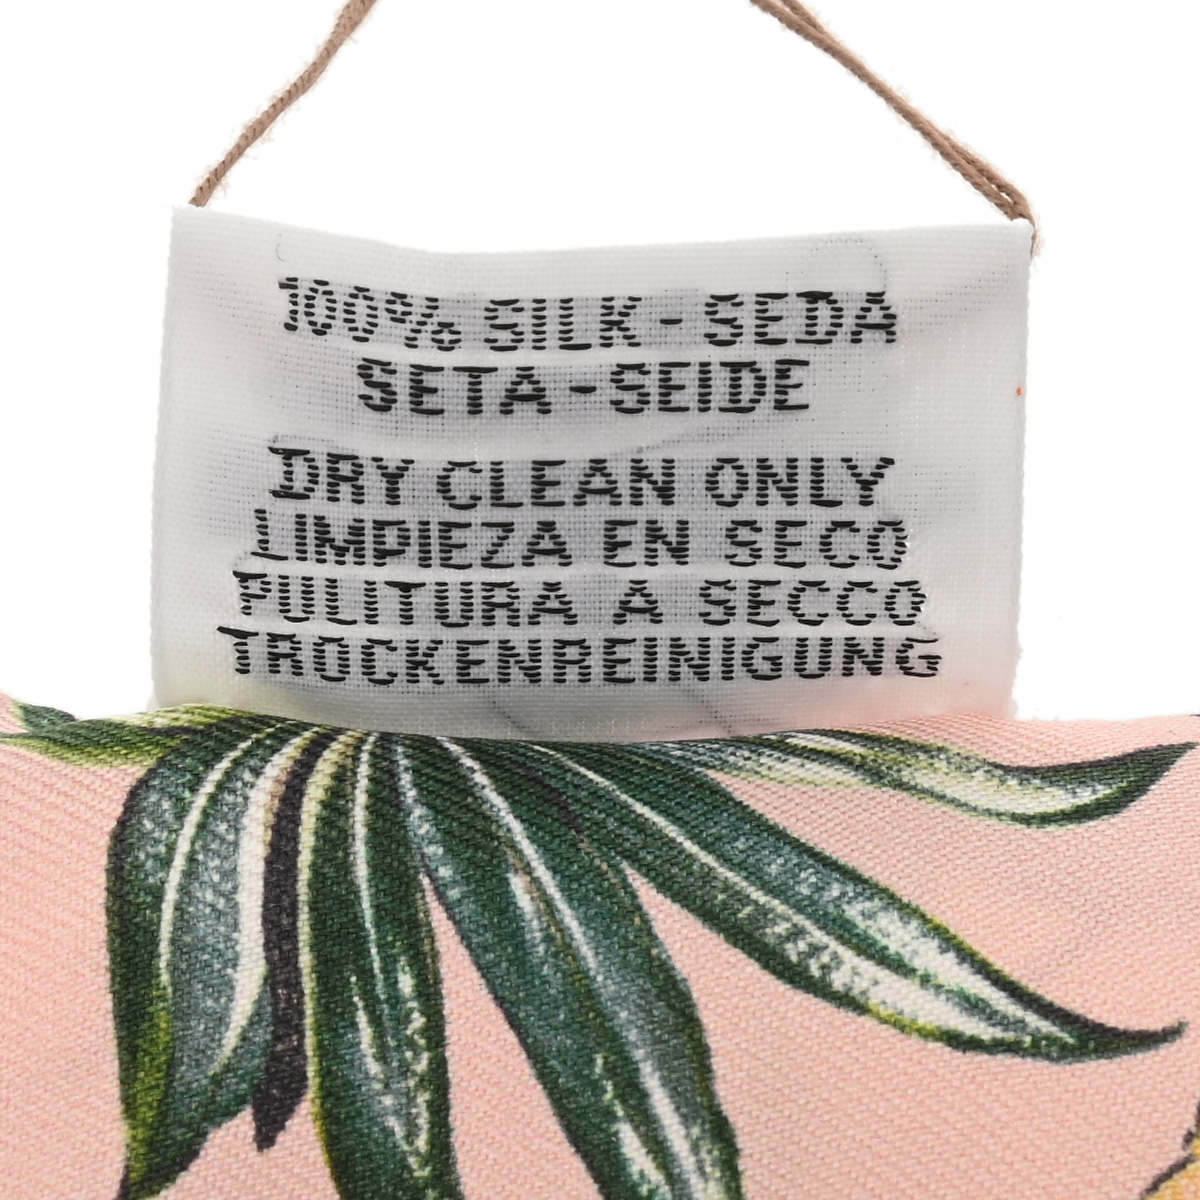 100% SILK - SEDA
SETA - SEIDE
DRY CLEAN ONLY
LIMPIEZA EN SECO
PULITURA A SECCO
TROCKENREINIGUNG